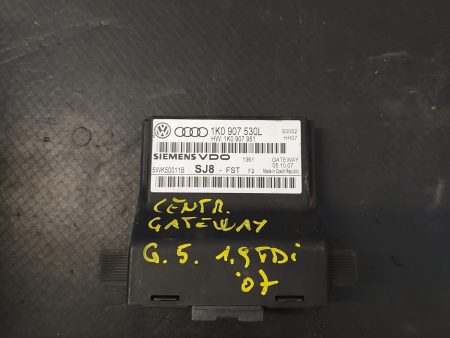 1K0 907 530L
HW: 1K0 907 951
S0052
HH07
SIEMENS VDO 1361
GATEWAY
05.10.07
5WK50011B SJ8 - FST F2 Made in Czech Republic
CENTR.
GATEWAY
G.5. 1.9TDi
'07